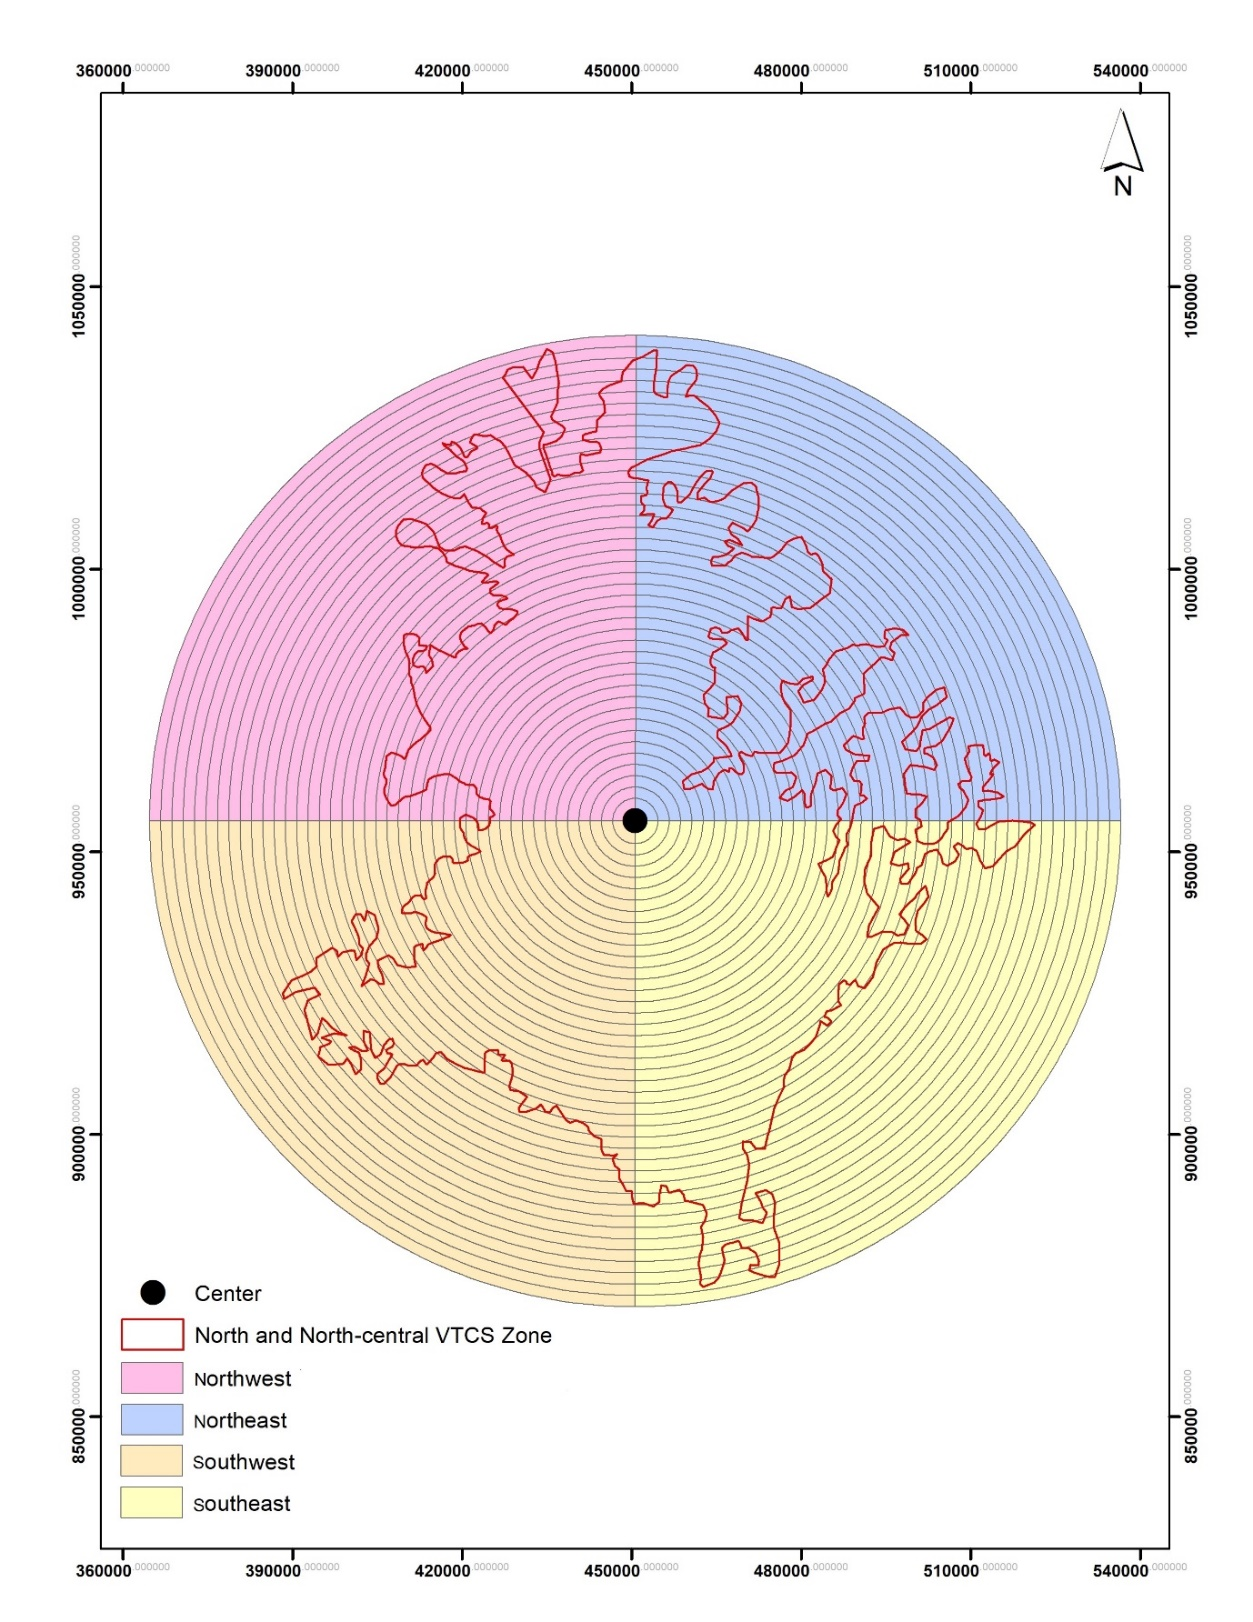 360000.000000 390000.000000 420000.000000 450000.000000 480000.000000 510000.000000 540000.000000
N
1050000.000000 1050000.000000
1000000.000000 1000000.000000
950000.000000 950000.000000
900000.000000 900000.000000
850000.000000 850000.000000
Center
North and North-central VTCS Zone
Northwest
Northeast
Southwest
Southeast
360000.000000 390000.000000 420000.000000 450000.000000 480000.000000 510000.000000 540000.000000